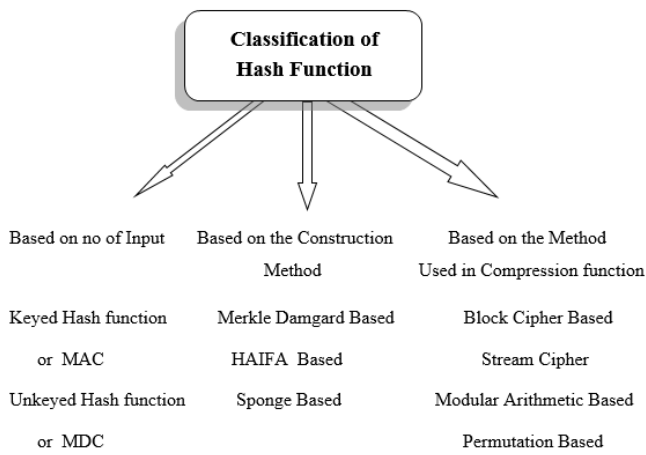 Classification of
Hash Function
Based on no of Input
Keyed Hash function
or MAC
Unkeyed Hash function
or MDC
Based on the Construction
Method
Merkle Damgard Based
HAIFA Based
Sponge Based
Based on the Method
Used in Compression function
Block Cipher Based
Stream Cipher
Modular Arithmetic Based
Permutation Based